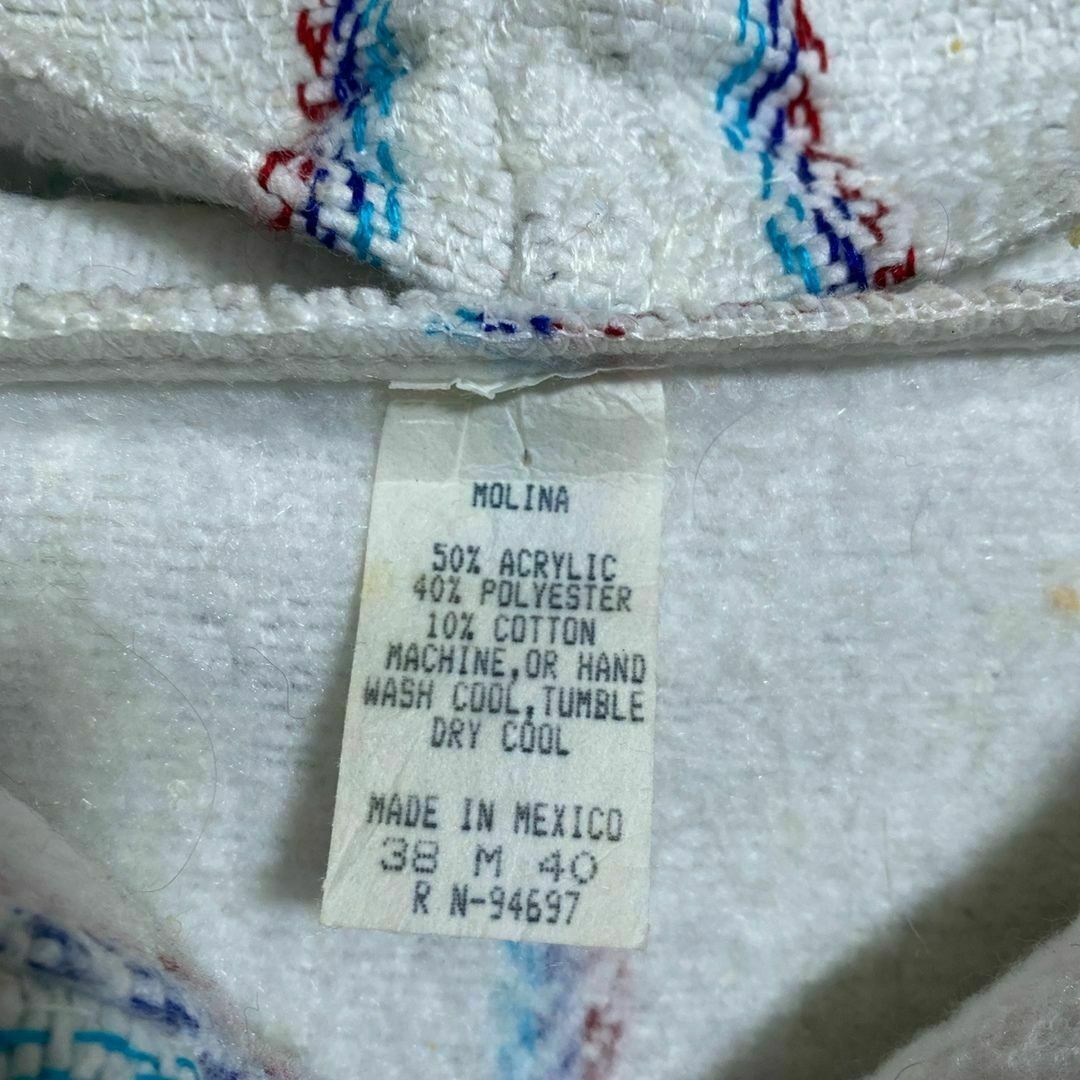 MOLINA
50% ACRYLIC
40% POLYESTER
10% COTTON
MACHINE,OR HAND
WASH COOL,TUMBLE
DRY COOL
MADE IN MEXICO
38 M 40
R N-94697